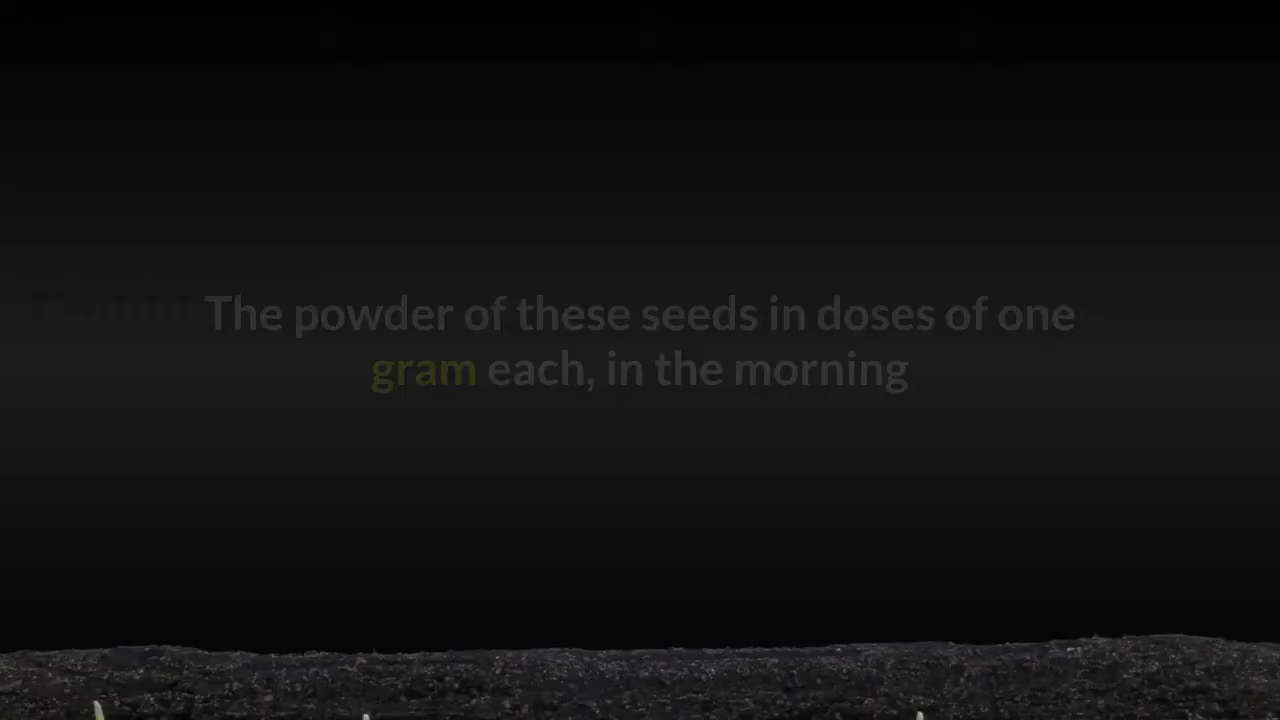 The powder of these seeds in doses of one
gram each, in the morning